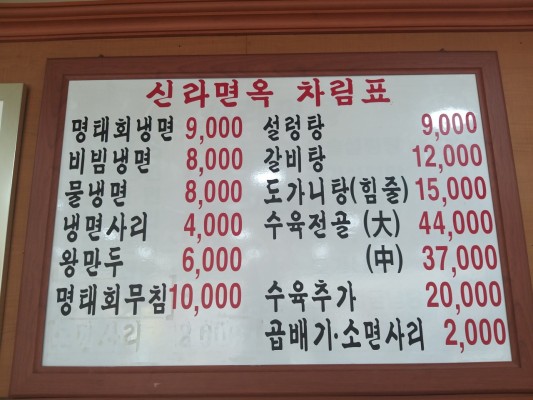 신라면옥 차림표
명태회냉면 9,000
비빔냉면 8,000
물냉면 8,000
냉면사리 4,000
왕만두 6,000
명태회무침 10,000
설렁탕 9,000
갈비탕 12,000
도가니탕(힘줄) 15,000
수육전골 (大) 44,000
(中) 37,000
수육추가 20,000
곱배기·소면사리 2,000